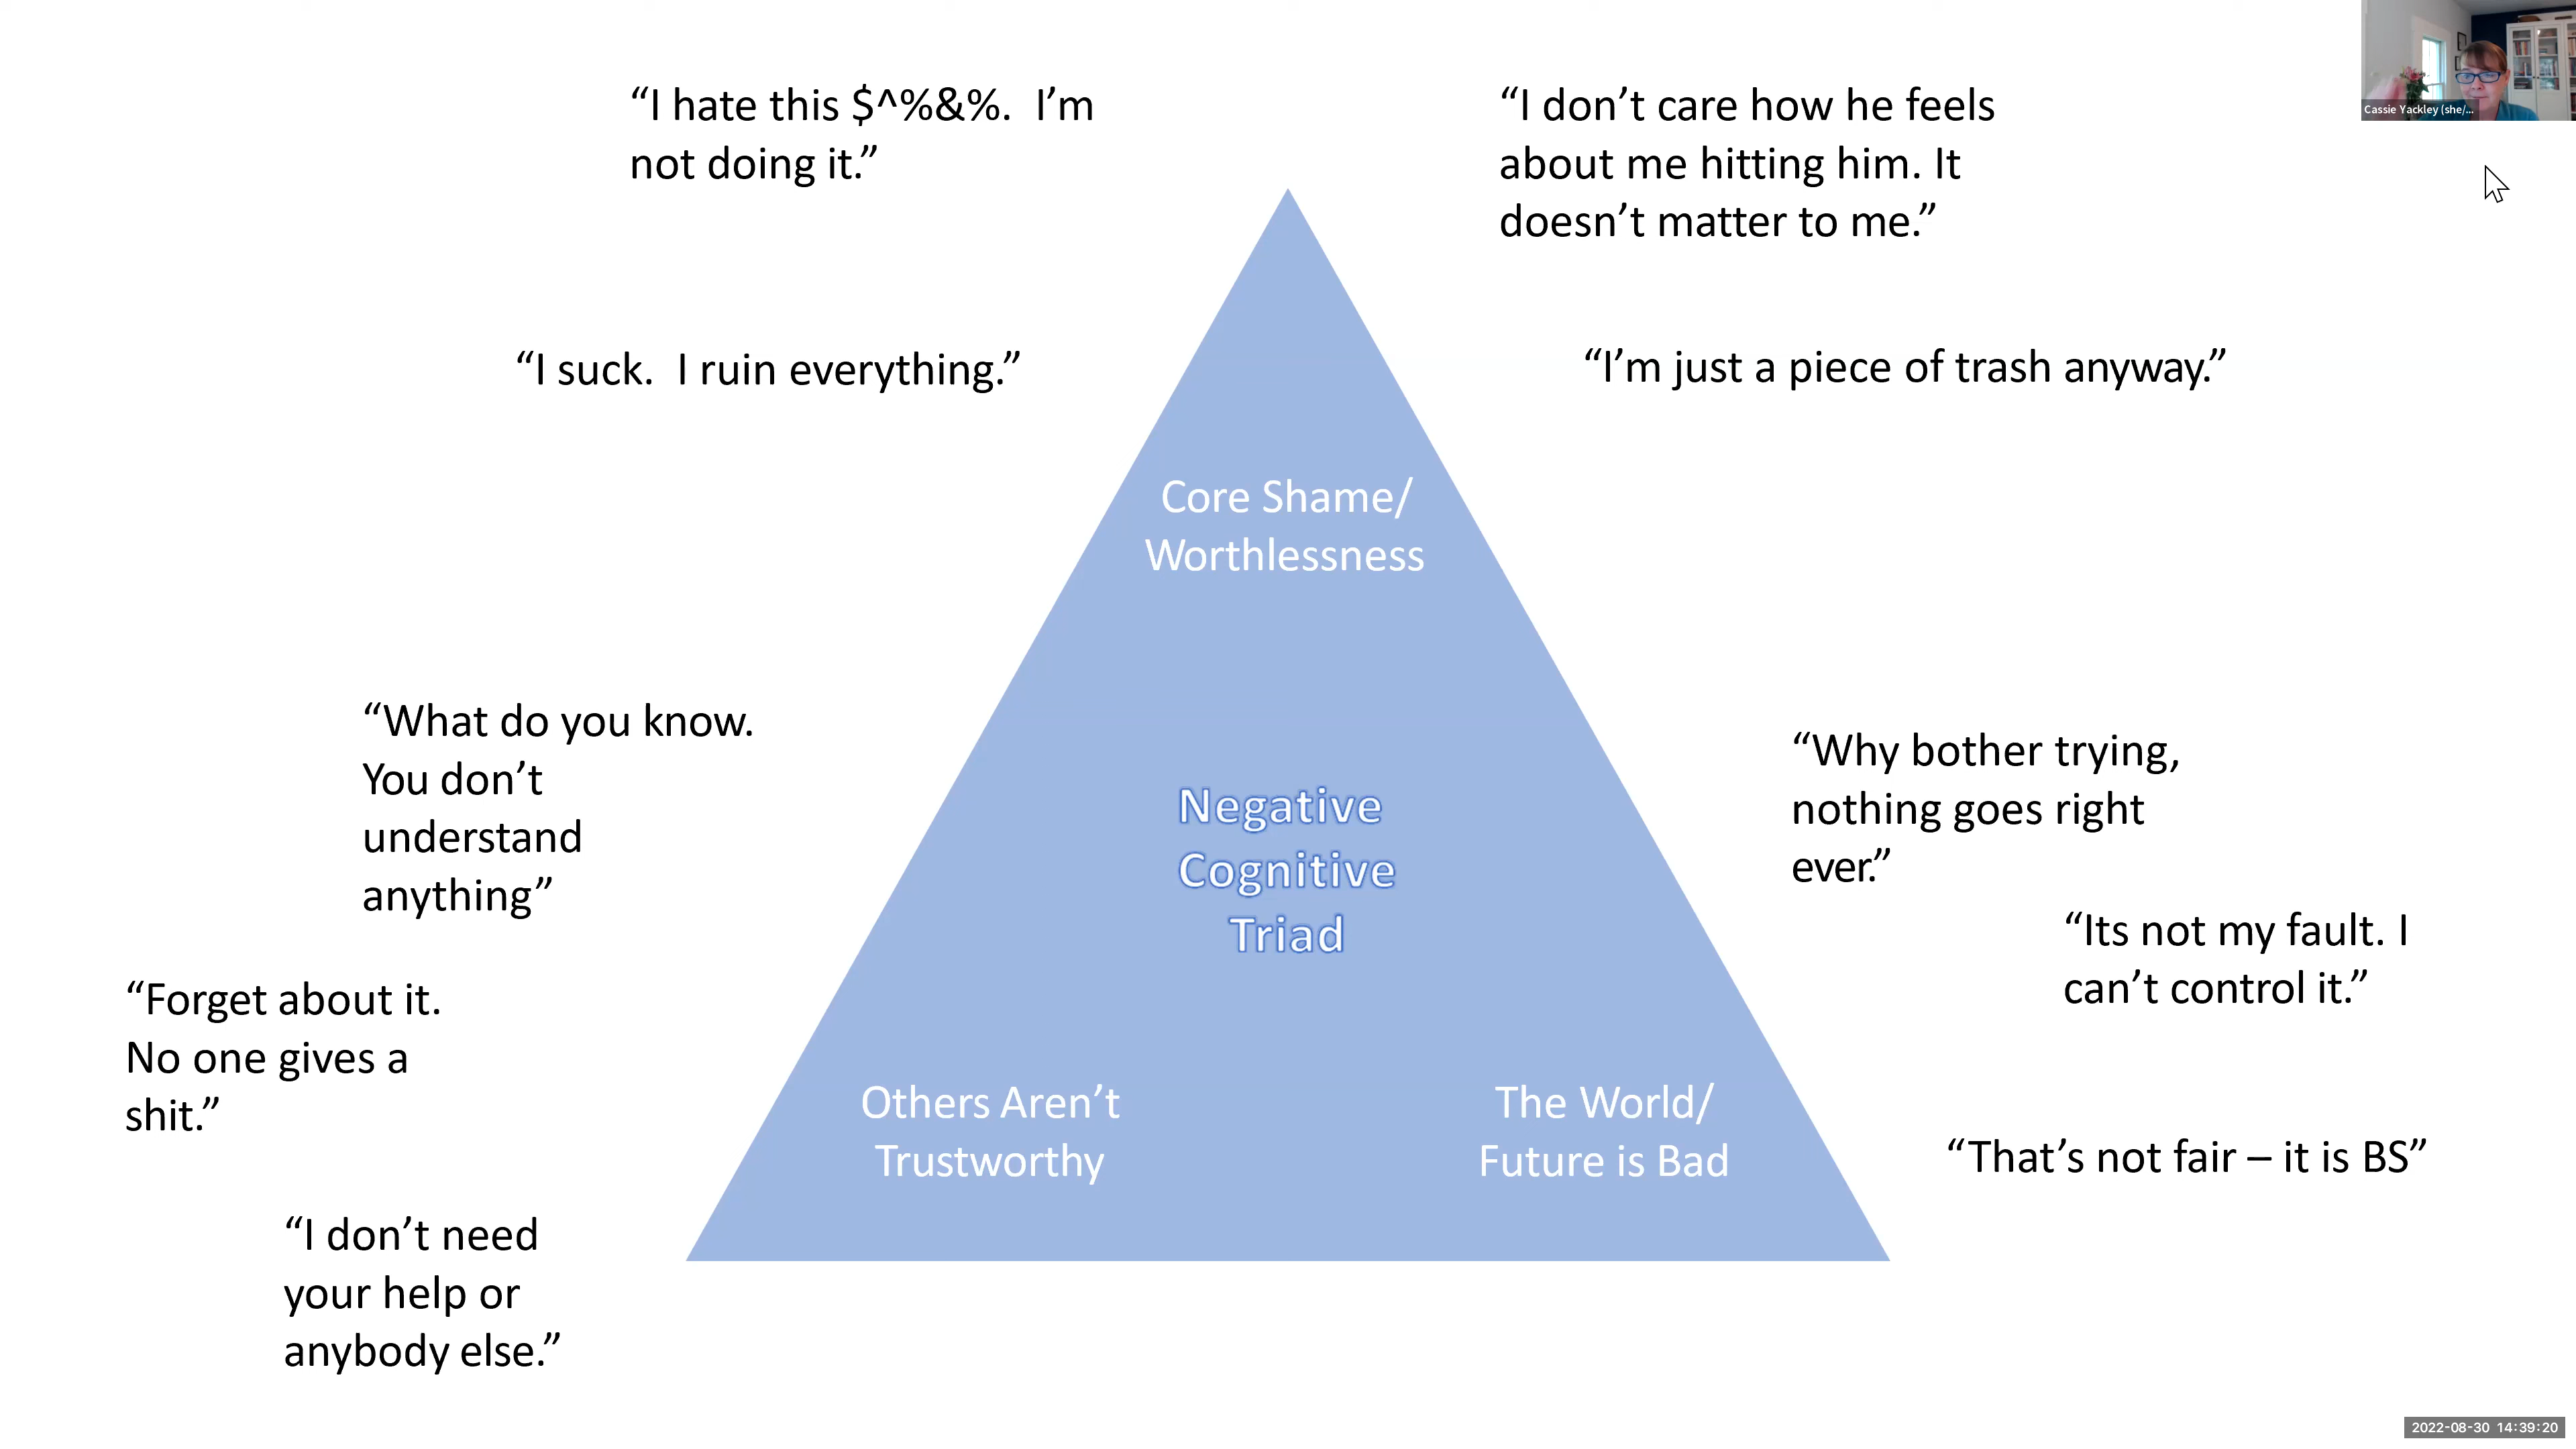 “I hate this $^%&%.  I’m
not doing it.”
“I don’t care how he feels
about me hitting him. It
doesn’t matter to me.”
Cassie Yackley (she/...
“I suck.  I ruin everything.”
“I’m just a piece of trash anyway.”
Core Shame/
Worthlessness
“What do you know.
You don’t
understand
anything”
“Why bother trying,
nothing goes right
ever.”
Negative
Cognitive
Triad
“Its not my fault. I
can’t control it.”
“Forget about it.
No one gives a
shit.”
Others Aren’t
Trustworthy
The World/
Future is Bad
“That’s not fair – it is BS”
“I don’t need
your help or
anybody else.”
2022-08-30 14:39:20